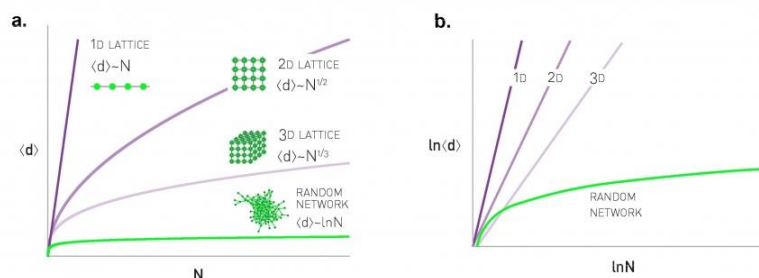 a.
1D LATTICE
⟨d⟩~N
2D LATTICE
⟨d⟩~N^1/2
3D LATTICE
⟨d⟩~N^1/3
RANDOM
NETWORK
⟨d⟩~lnN
⟨d⟩
N
b.
1D
2D
3D
ln⟨d⟩
RANDOM
NETWORK
lnN